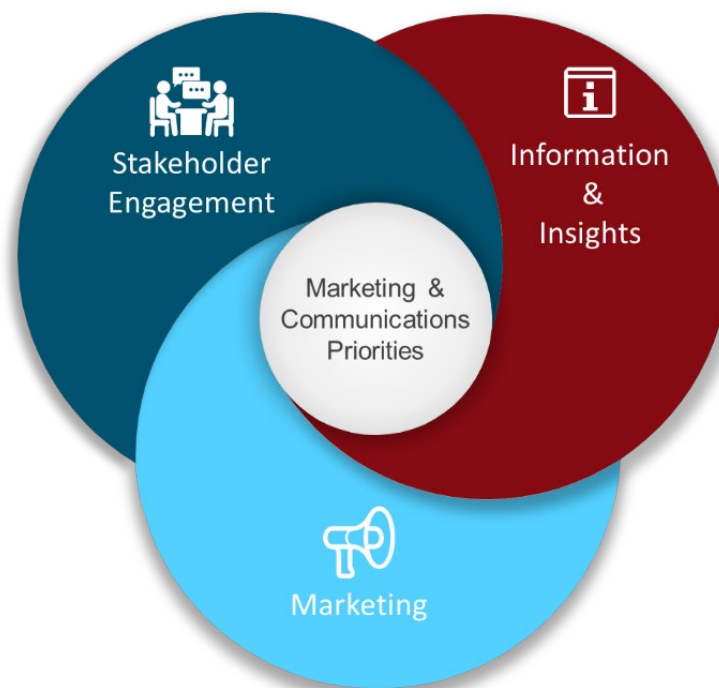 Stakeholder
Engagement
Information
&
Insights
Marketing &
Communications
Priorities
Marketing